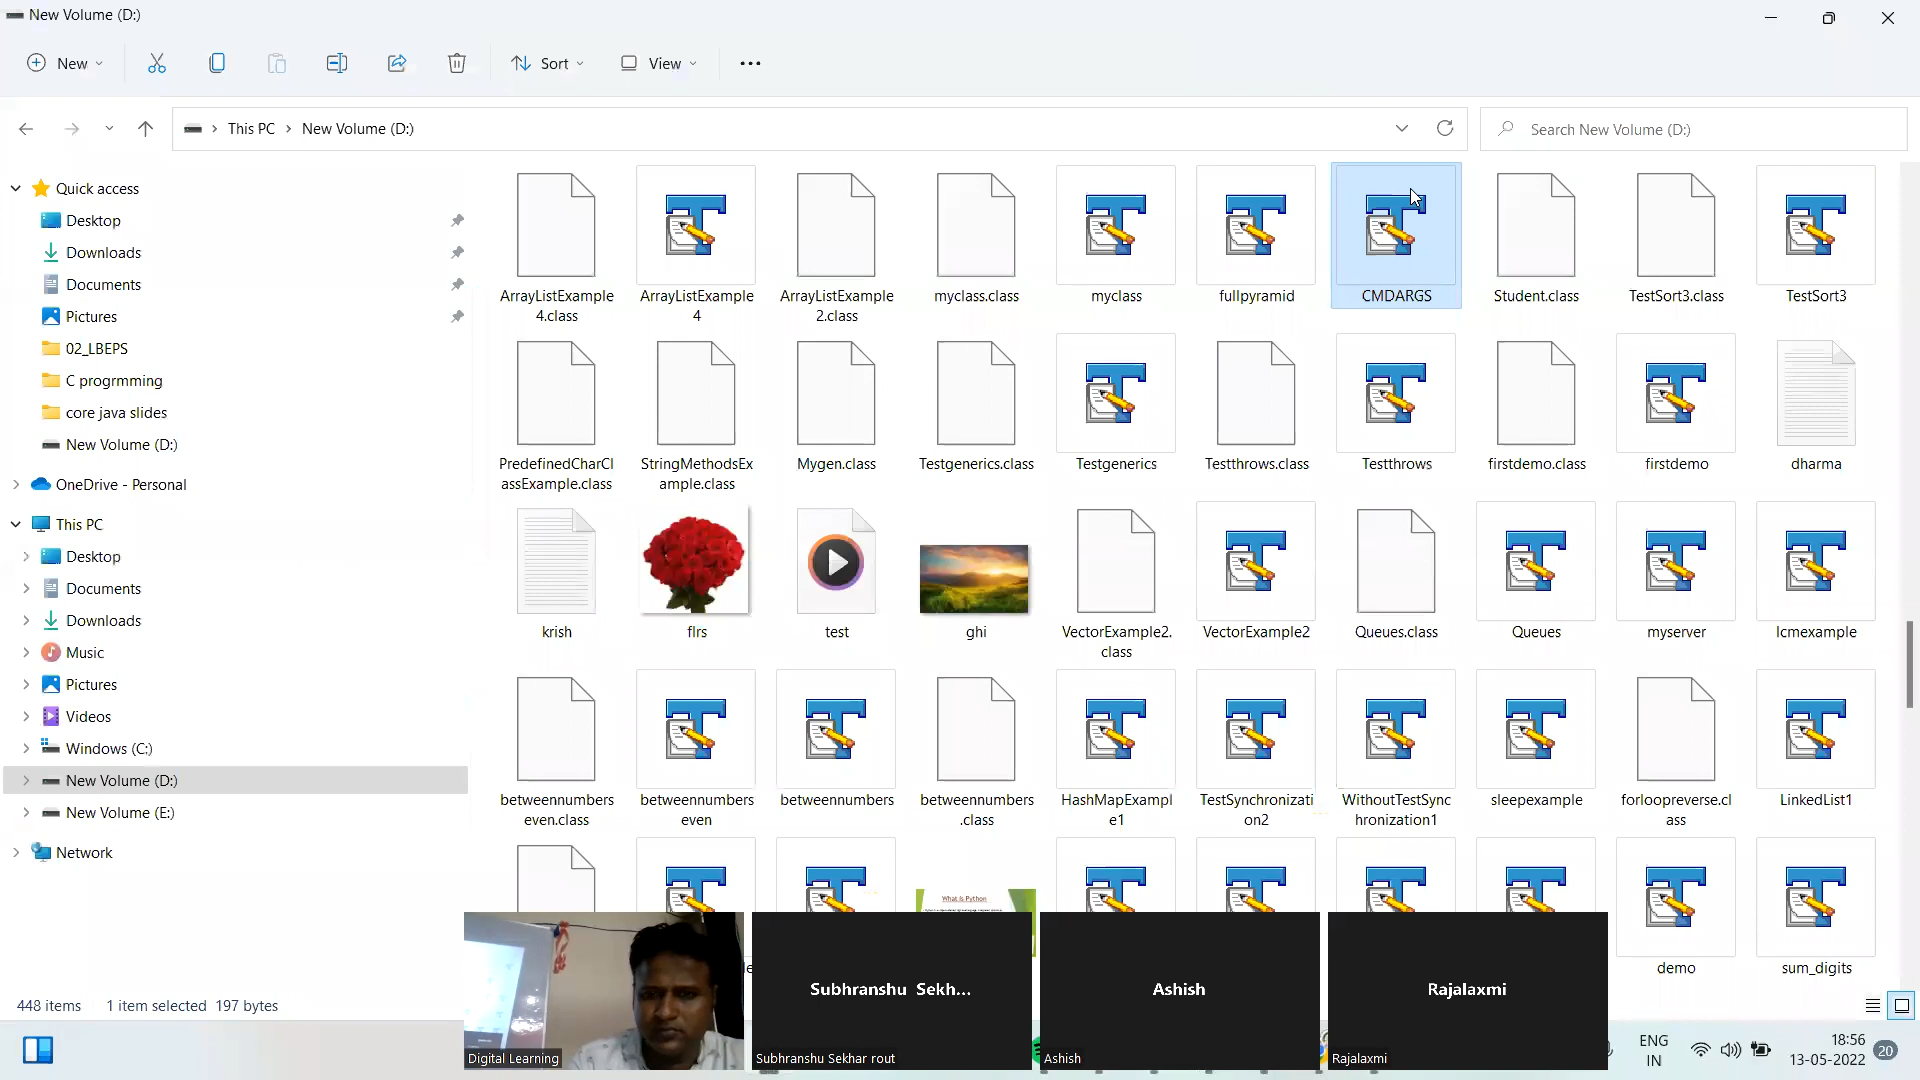 New Volume (D:)
New
Sort
View
This PC
New Volume (D:)
Search New Volume (D:)
Quick access
Desktop
Downloads
Documents
Pictures
02_LBEPS
C progrmming
core java slides
New Volume (D:)
OneDrive - Personal
This PC
Desktop
Documents
Downloads
Music
Pictures
Videos
Windows (C:)
New Volume (D:)
New Volume (E:)
Network
ArrayListExample
4.class
ArrayListExample
4
ArrayListExample
2.class
myclass.class
myclass
fullpyramid
CMDARGS
Student.class
TestSort3.class
TestSort3
PredefinedCharCl
assExample.class
StringMethodsEx
ample.class
Mygen.class
Testgenerics.class
Testgenerics
Testthrows.class
Testthrows
firstdemo.class
firstdemo
dharma
krish
flrs
test
ghi
VectorExample2.
class
VectorExample2
Queues.class
Queues
myserver
lcmexample
betweennumbers
even.class
betweennumbers
even
betweennumbers
betweennumbers
.class
HashMapExampl
e1
TestSynchronizati
on2
WithoutTestSync
hronization1
sleepexample
forloopreverse.cl
ass
LinkedList1
What is Python
demo
sum_digits
Subhranshu Sekh...
Ashish
Rajalaxmi
Digital Learning
Subhranshu Sekhar rout
Ashish
Rajalaxmi
448 items
1 item selected 197 bytes
ENG
IN
18:56
13-05-2022
20